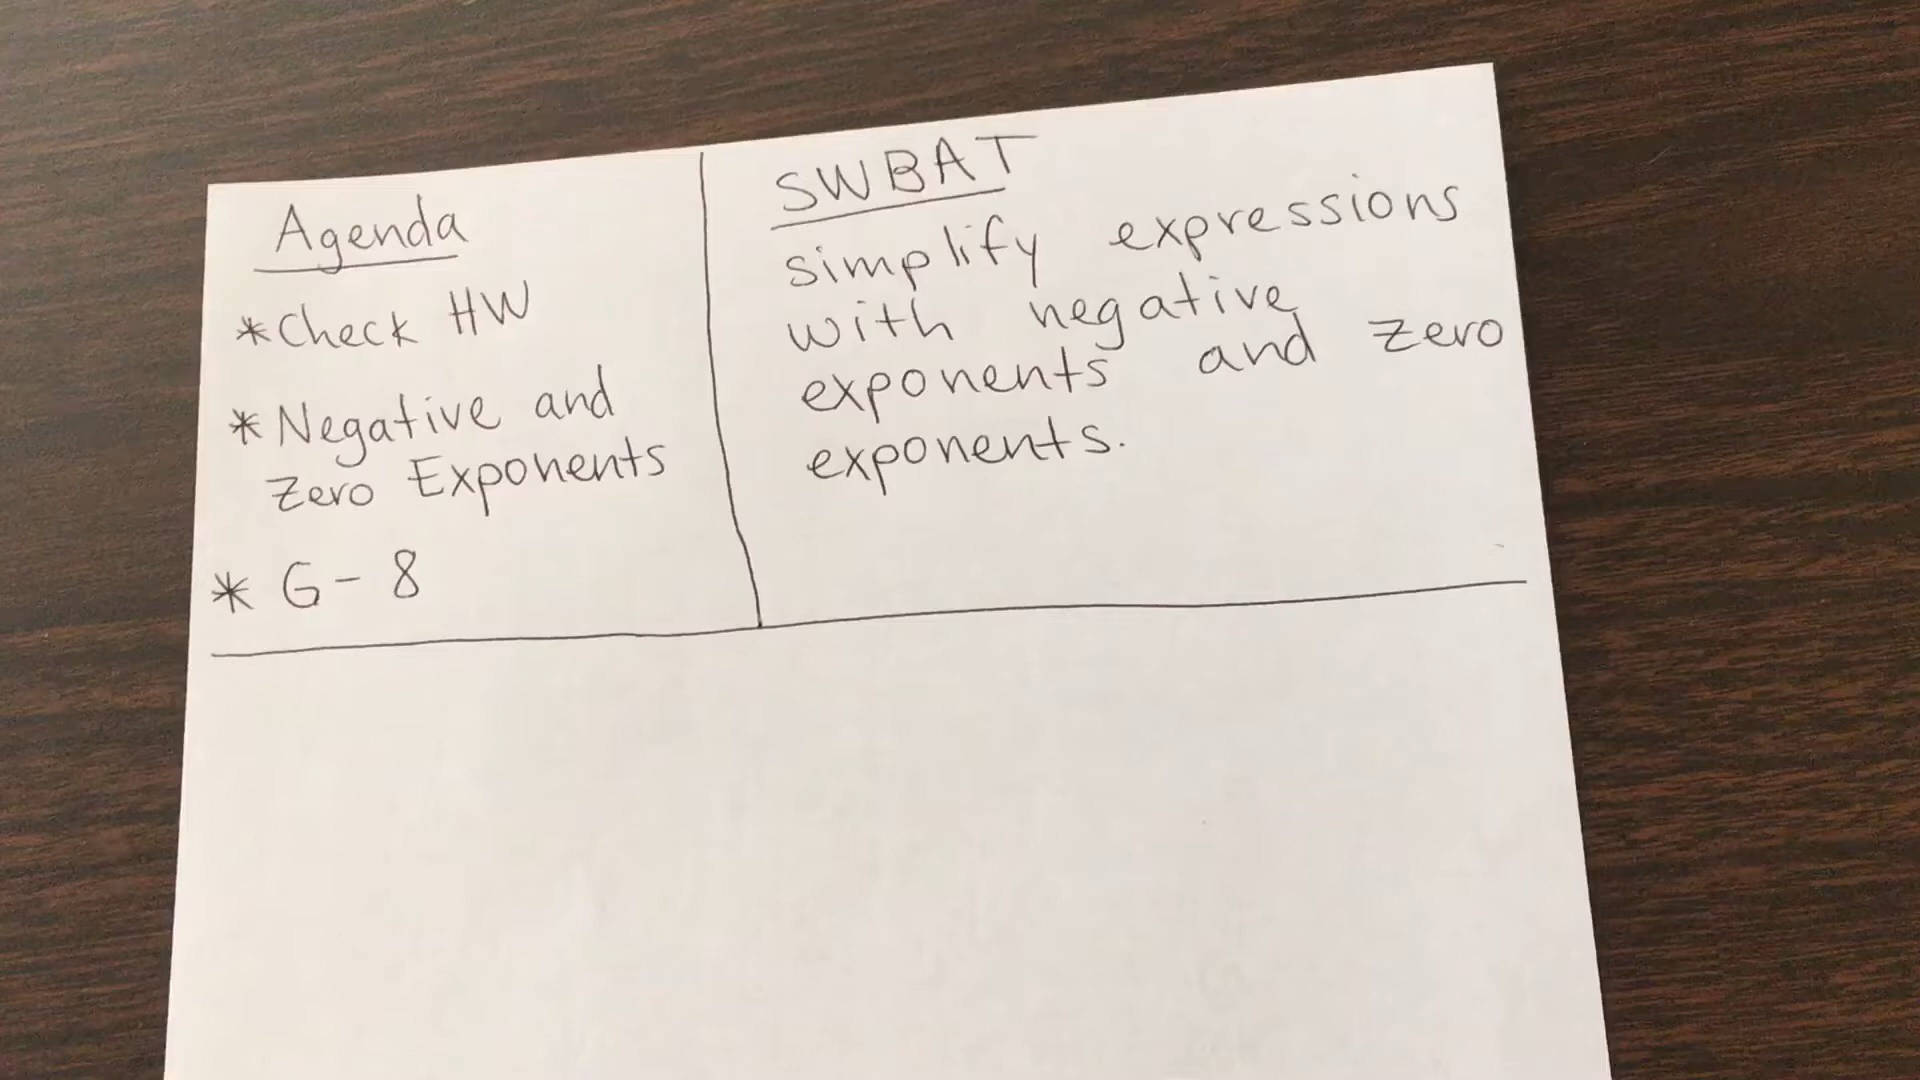 Agenda
*Check HW
*Negative and
Zero Exponents
* G-8
SWBAT
simplify expressions
with negative
exponents and zero
exponents.